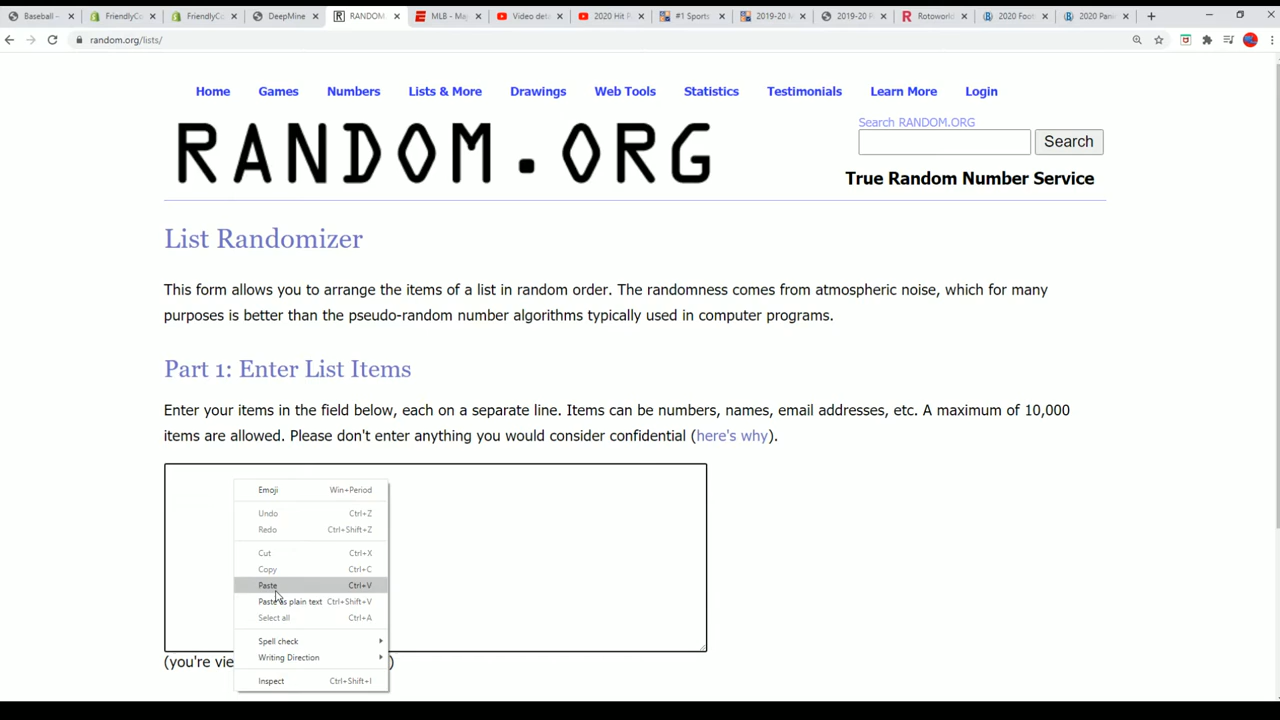 Baseball –
FriendlyCo
FriendlyCo
DeepMine
RANDOM.
MLB - Maj
Video deta
2020 Hit P
#1 Sports
2019-20 M
2019-20 P
Rotoworld
2020 Foot
2020 Pani
random.org/lists/
Home Games Numbers Lists & More Drawings Web Tools Statistics Testimonials Learn More Login
RANDOM.ORG
Search RANDOM.ORG
Search
True Random Number Service
List Randomizer
This form allows you to arrange the items of a list in random order. The randomness comes from atmospheric noise, which for many
purposes is better than the pseudo-random number algorithms typically used in computer programs.
Part 1: Enter List Items
Enter your items in the field below, each on a separate line. Items can be numbers, names, email addresses, etc. A maximum of 10,000
items are allowed. Please don't enter anything you would consider confidential (here's why).
Emoji Win+Period
Undo Ctrl+Z
Redo Ctrl+Shift+Z
Cut Ctrl+X
Copy Ctrl+C
Paste Ctrl+V
Paste as plain text Ctrl+Shift+V
Select all Ctrl+A
Spell check
Writing Direction
Inspect Ctrl+Shift+I
(you're vie )